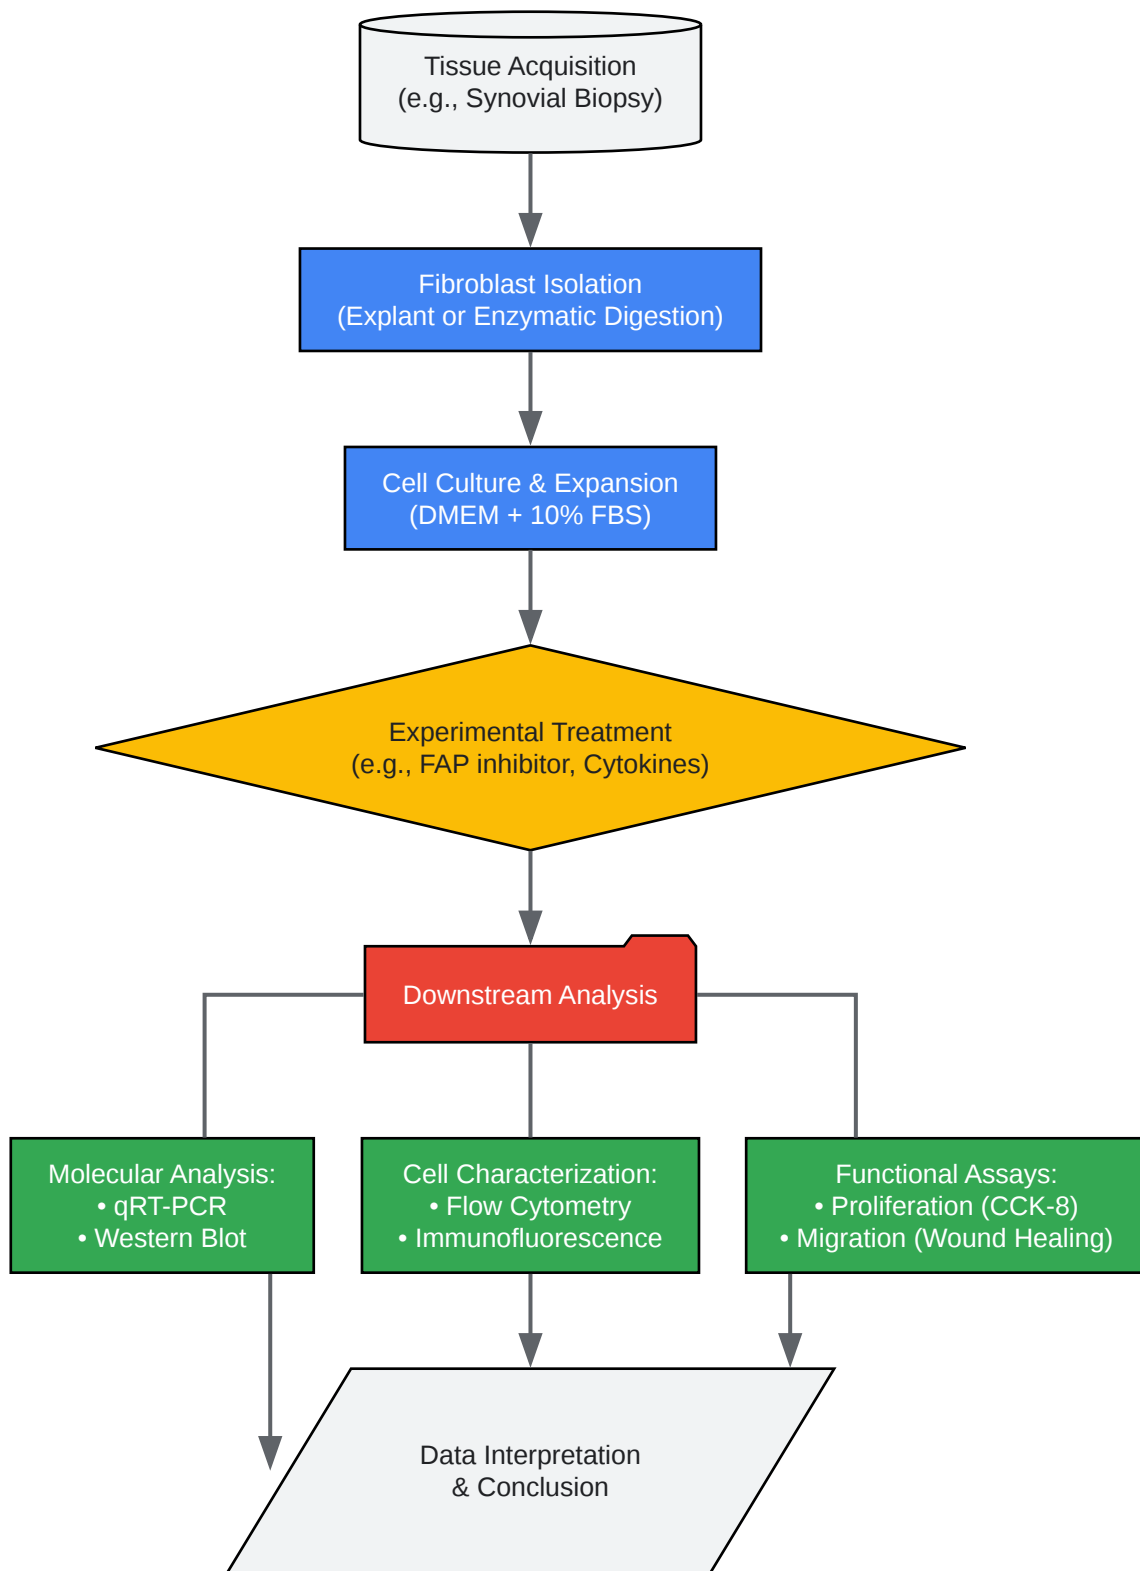 Tissue Acquisition
(e.g., Synovial Biopsy)
Fibroblast Isolation
(Explant or Enzymatic Digestion)
Cell Culture & Expansion
(DMEM + 10% FBS)
Experimental Treatment
(e.g., FAP inhibitor, Cytokines)
Downstream Analysis
Molecular Analysis:
• qRT-PCR
• Western Blot
Cell Characterization:
• Flow Cytometry
• Immunofluorescence
Functional Assays:
• Proliferation (CCK-8)
• Migration (Wound Healing)
Data Interpretation
& Conclusion